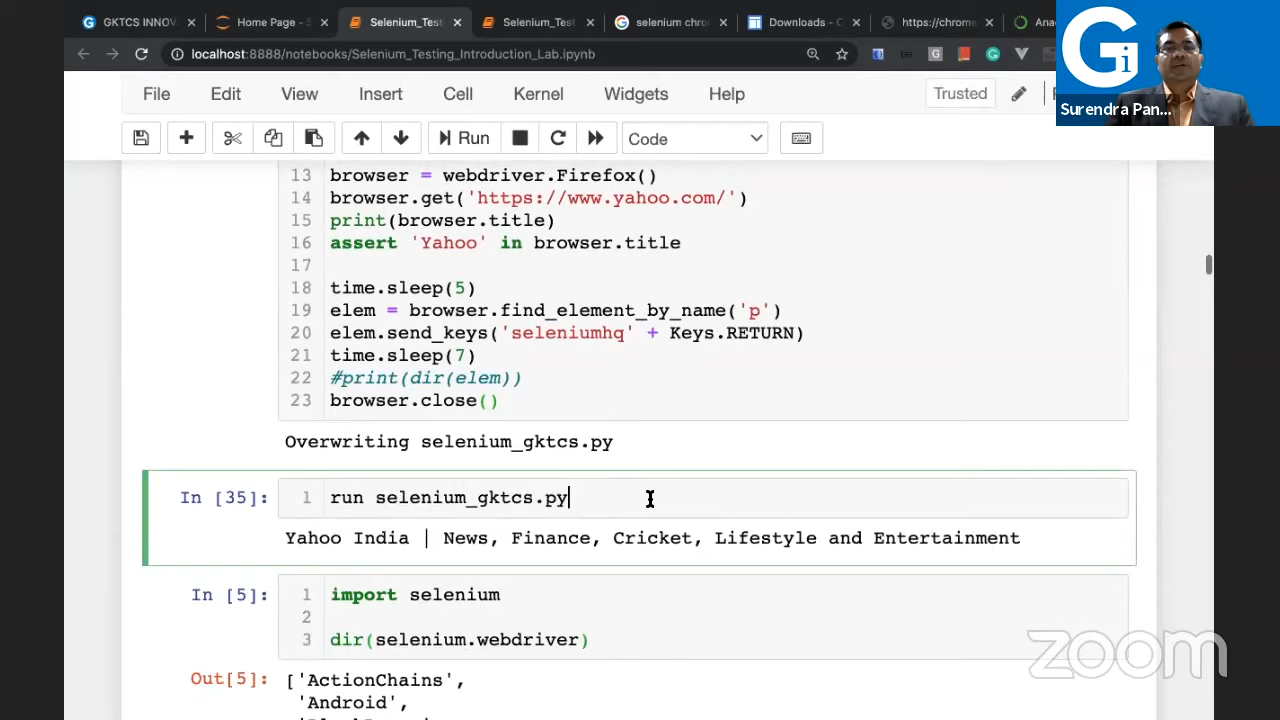 GKTCS INNOV
Home Page - S
Selenium_Testi
Selenium_Test
selenium chro
Downloads - C
https://chrome
Ana
localhost:8888/notebooks/Selenium_Testing_Introduction_Lab.ipynb
Gi
Surendra Pan...
File Edit View Insert Cell Kernel Widgets Help Trusted
Run Code
13 browser = webdriver.Firefox()
14 browser.get('https://www.yahoo.com/')
15 print(browser.title)
16 assert 'Yahoo' in browser.title
17
18 time.sleep(5)
19 elem = browser.find_element_by_name('p')
20 elem.send_keys('seleniumhq' + Keys.RETURN)
21 time.sleep(7)
22 #print(dir(elem))
23 browser.close()
Overwriting selenium_gktcs.py
In [35]: 1 run selenium_gktcs.py
Yahoo India | News, Finance, Cricket, Lifestyle and Entertainment
In [5]: 1 import selenium
2
3 dir(selenium.webdriver)
Out[5]: ['ActionChains',
'Android',
zoom